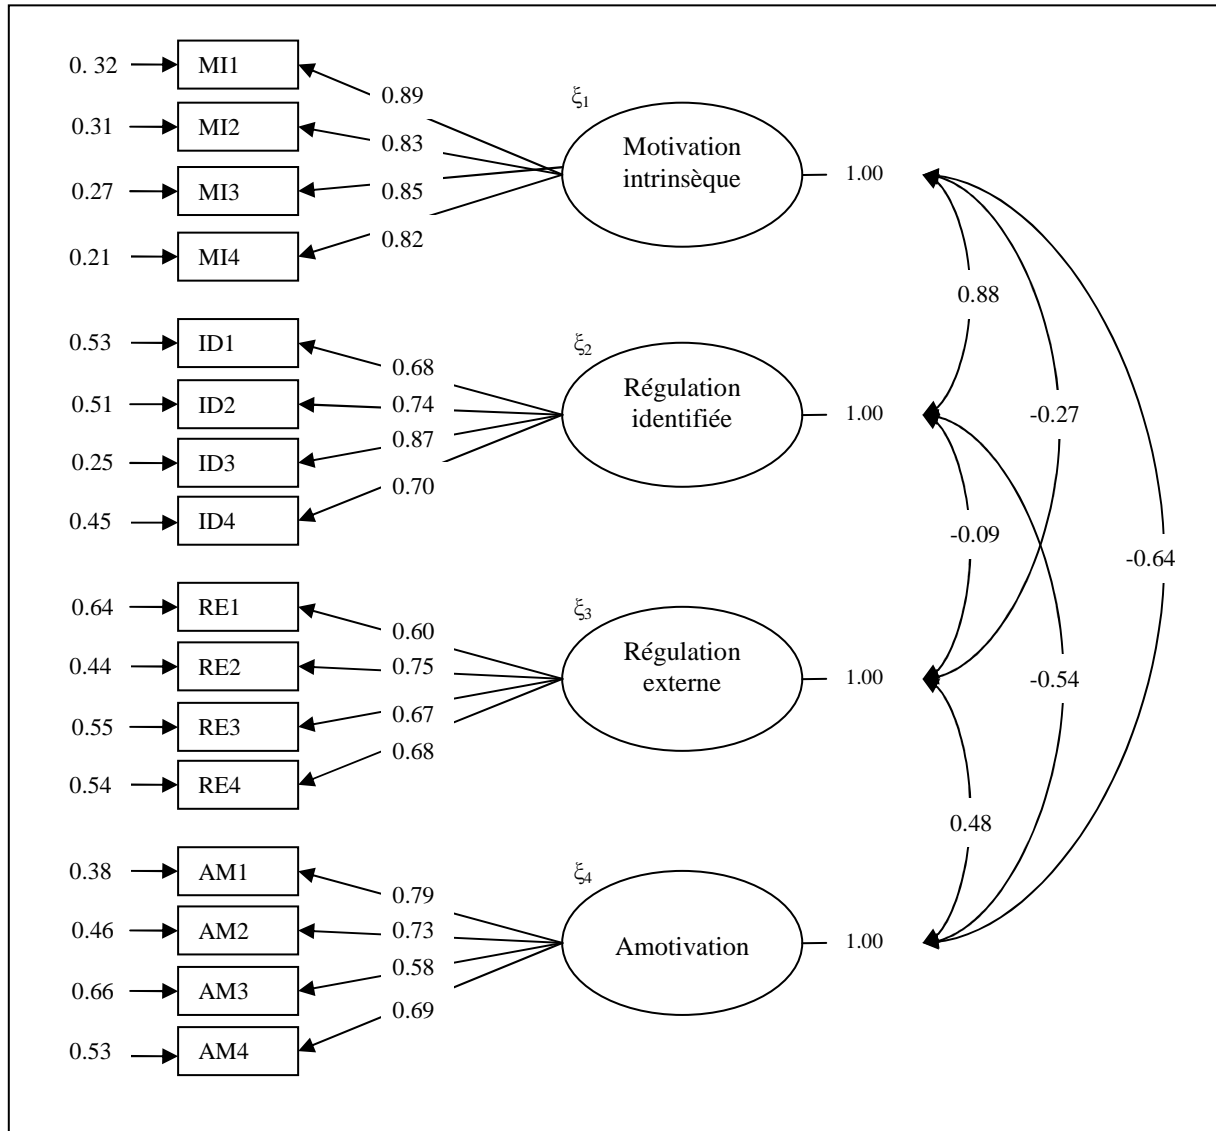 0. 32 MI1
0.89
ξ1
0.31 MI2
0.83
Motivation
intrinsèque
1.00
0.27 MI3
0.85
0.21 MI4
0.82
0.88
0.53 ID1
0.68
ξ2
0.51 ID2
0.74
Régulation
identifiée
1.00
-0.27
0.25 ID3
0.87
0.45 ID4
0.70
-0.09
-0.64
0.64 RE1
0.60
ξ3
0.44 RE2
0.75
Régulation
externe
1.00
-0.54
0.55 RE3
0.67
0.54 RE4
0.68
0.48
0.38 AM1
0.79
ξ4
0.46 AM2
0.73
Amotivation
1.00
0.66 AM3
0.58
0.53 AM4
0.69